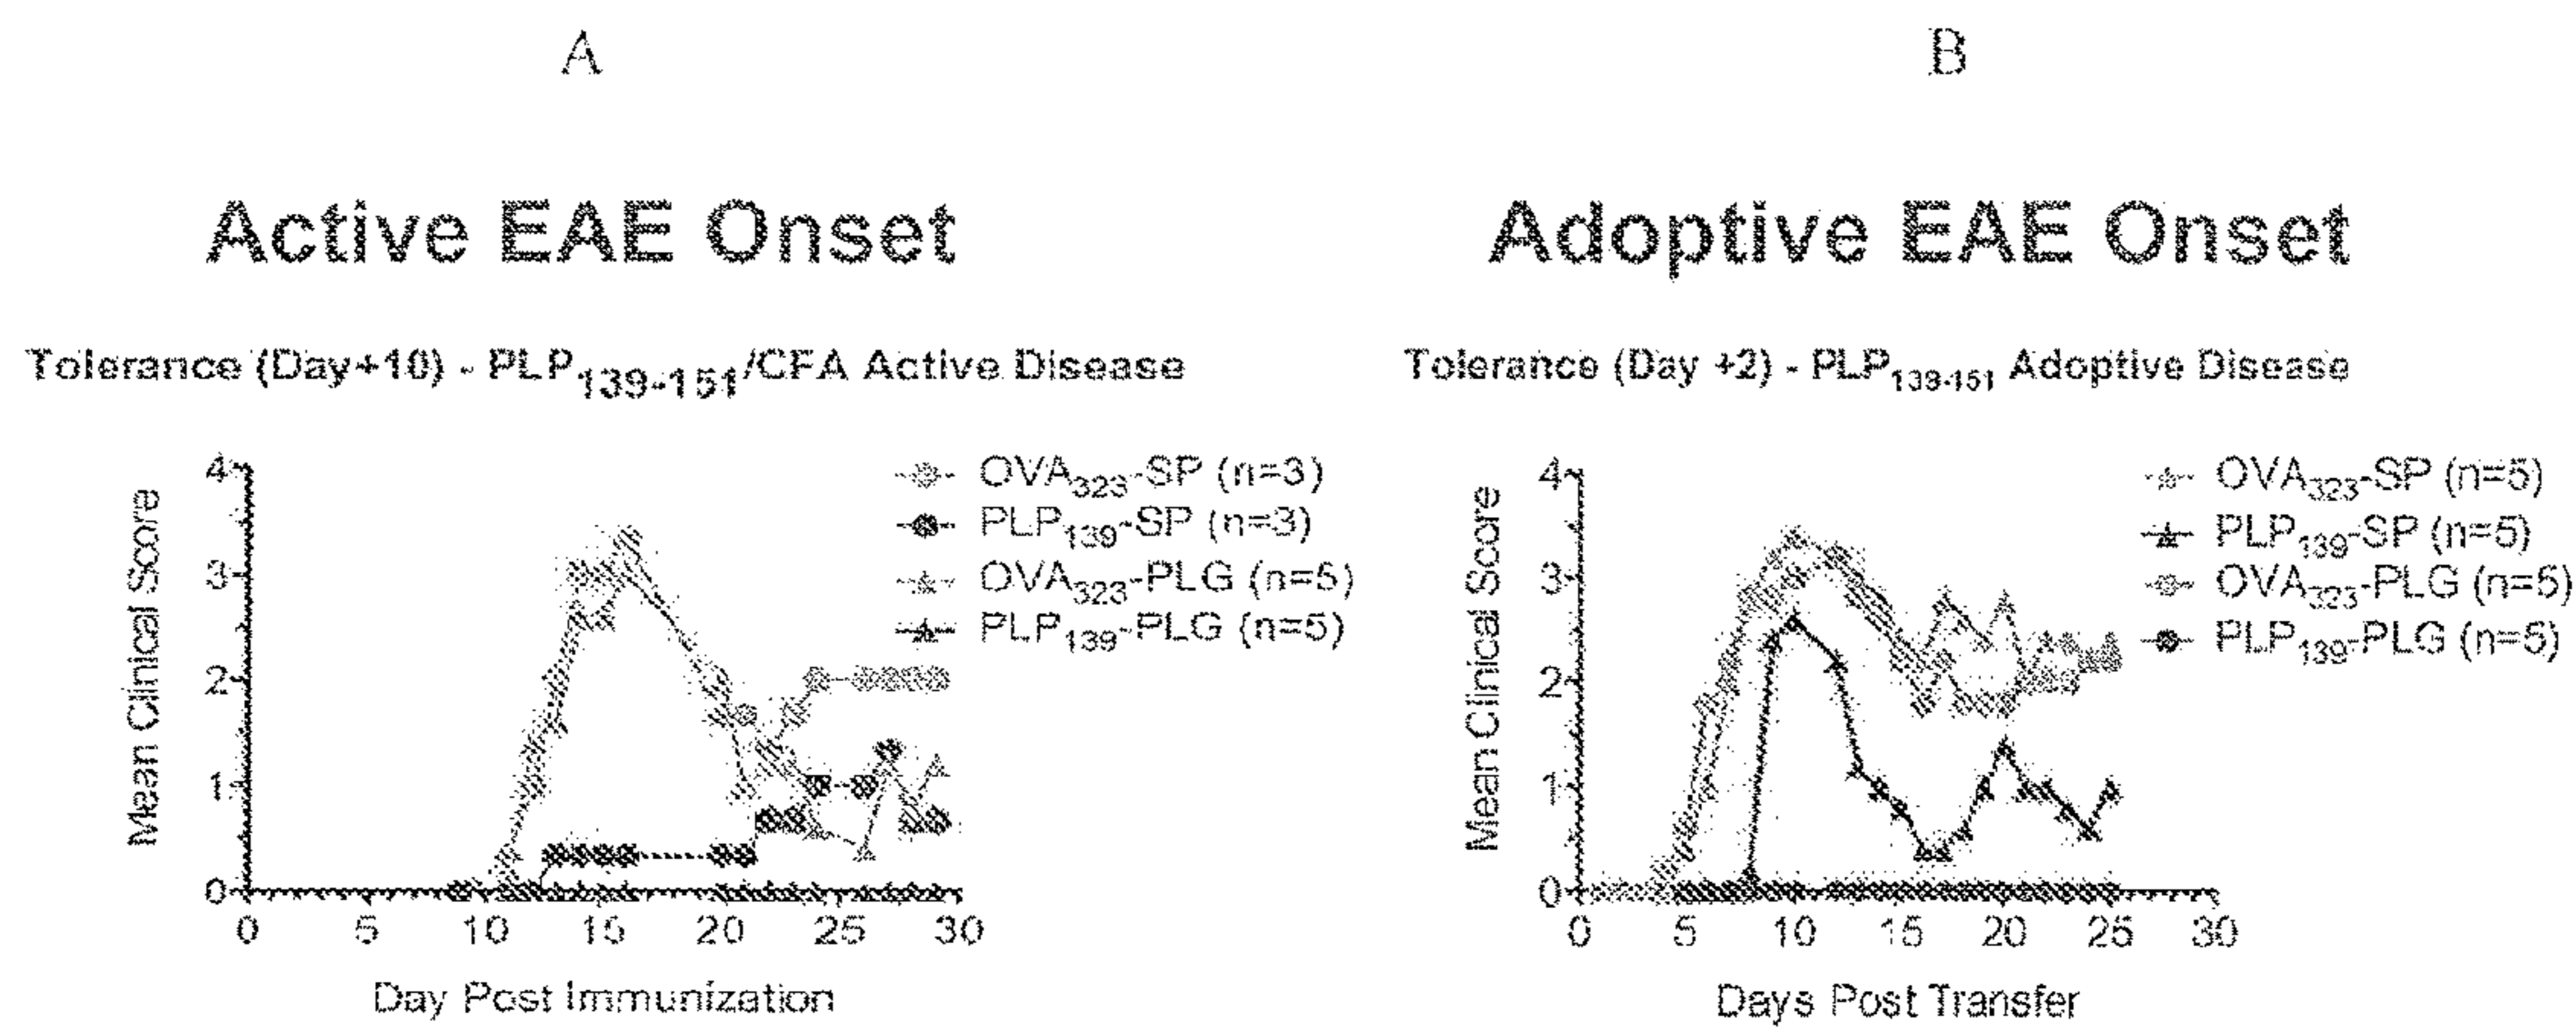 A
Active EAE Onset
Tolerance (Day+10) - PLP139-151/CFA Active Disease
Mean Clinical Score
4
3
2
1
0
0 5 10 15 20 25 30
Day Post Immunization
OVA323-SP (n=3)
PLP139-SP (n=3)
OVA323-PLG (n=5)
PLP139-PLG (n=5)
B
Adoptive EAE Onset
Tolerance (Day +2) - PLP139-151 Adoptive Disease
Mean Clinical Score
4
3
2
1
0
0 5 10 15 20 25 30
Days Post Transfer
OVA323-SP (n=5)
PLP139-SP (n=5)
OVA323-PLG (n=5)
PLP139-PLG (n=5)